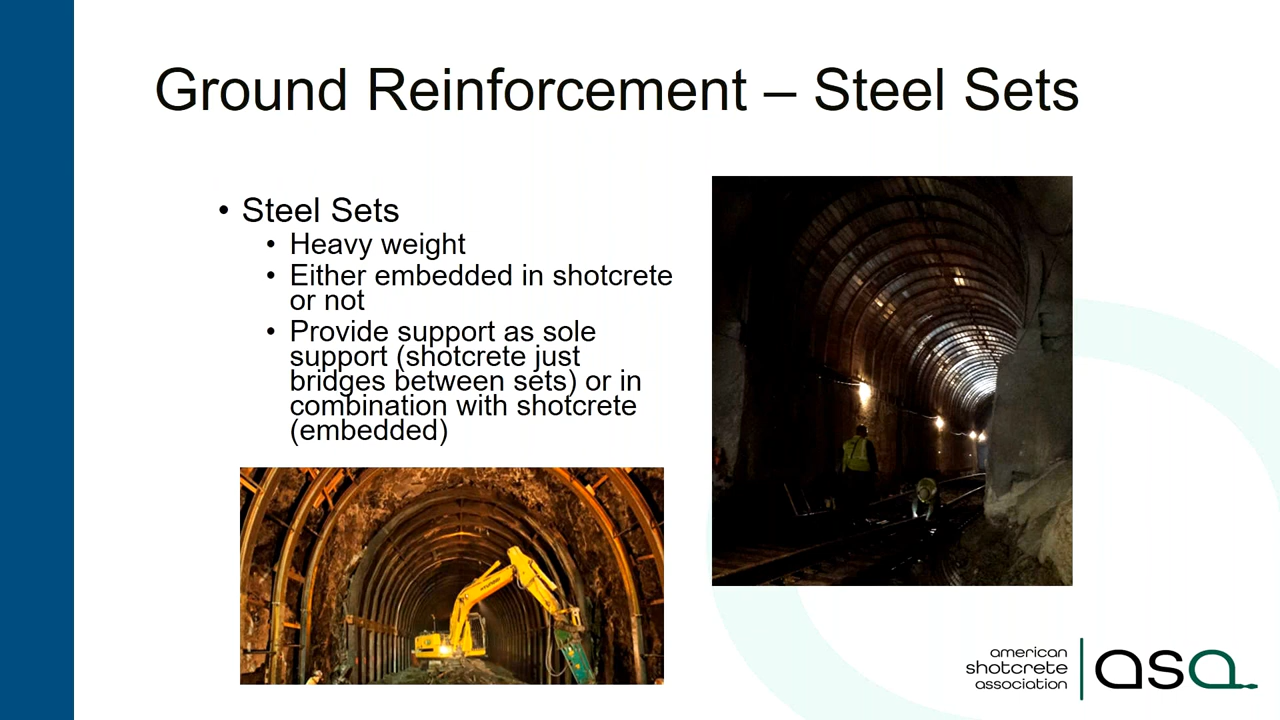 Ground Reinforcement – Steel Sets
• Steel Sets
• Heavy weight
• Either embedded in shotcrete
or not
• Provide support as sole
support (shotcrete just
bridges between sets) or in
combination with shotcrete
(embedded)
american
shotcrete
association
asa